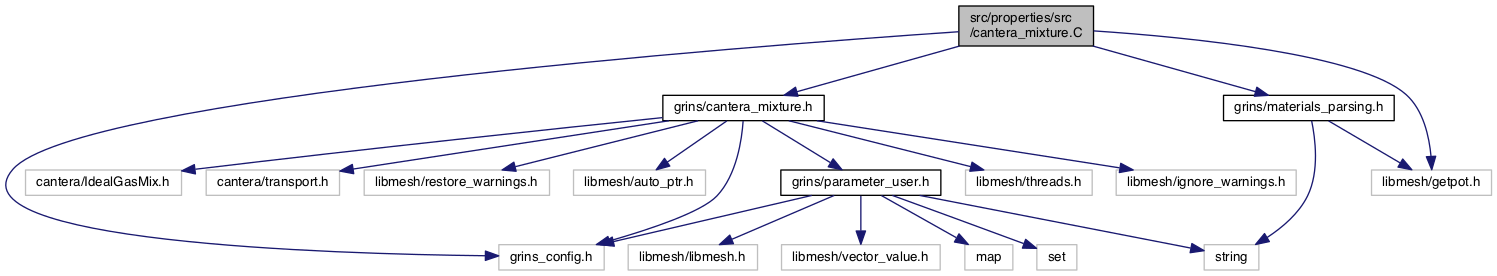 src/properties/src
/cantera_mixture.C
grins/cantera_mixture.h
grins/materials_parsing.h
cantera/IdealGasMix.h
cantera/transport.h
libmesh/restore_warnings.h
libmesh/auto_ptr.h
grins/parameter_user.h
libmesh/threads.h
libmesh/ignore_warnings.h
libmesh/getpot.h
grins_config.h
libmesh/libmesh.h
libmesh/vector_value.h
map
set
string